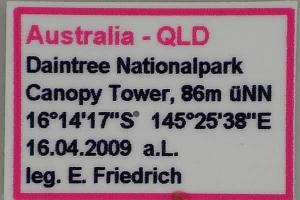 Australia - QLD
Daintree Nationalpark
Canopy Tower, 86m üNN
16°14'17"S 145°25'38"E
16.04.2009 a.L.
leg. E. Friedrich